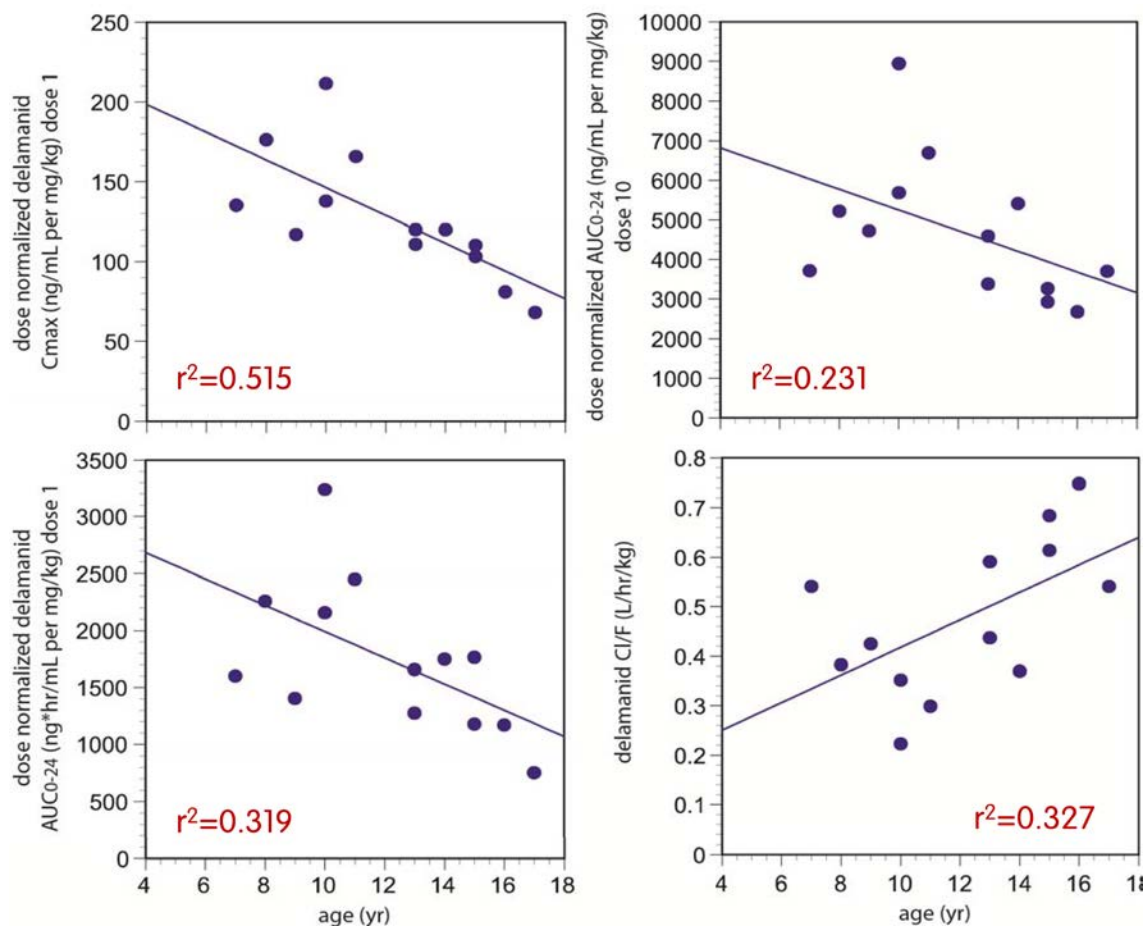 dose normalized delamanid
Cmax (ng/mL per mg/kg) dose 1
250
200
150
100
50
0
r²=0.515
dose normalized AUC0-24 (ng/mL per mg/kg)
dose 10
10000
9000
8000
7000
6000
5000
4000
3000
2000
1000
0
r²=0.231
dose normalized delamanid
AUC0-24 (ng*hr/mL per mg/kg) dose 1
3500
3000
2500
2000
1500
1000
500
0
r²=0.319
4 6 8 10 12 14 16 18
age (yr)
delamanid Cl/F (L/hr/kg)
0.8
0.7
0.6
0.5
0.4
0.3
0.2
0.1
0
r²=0.327
4 6 8 10 12 14 16 18
age (yr)